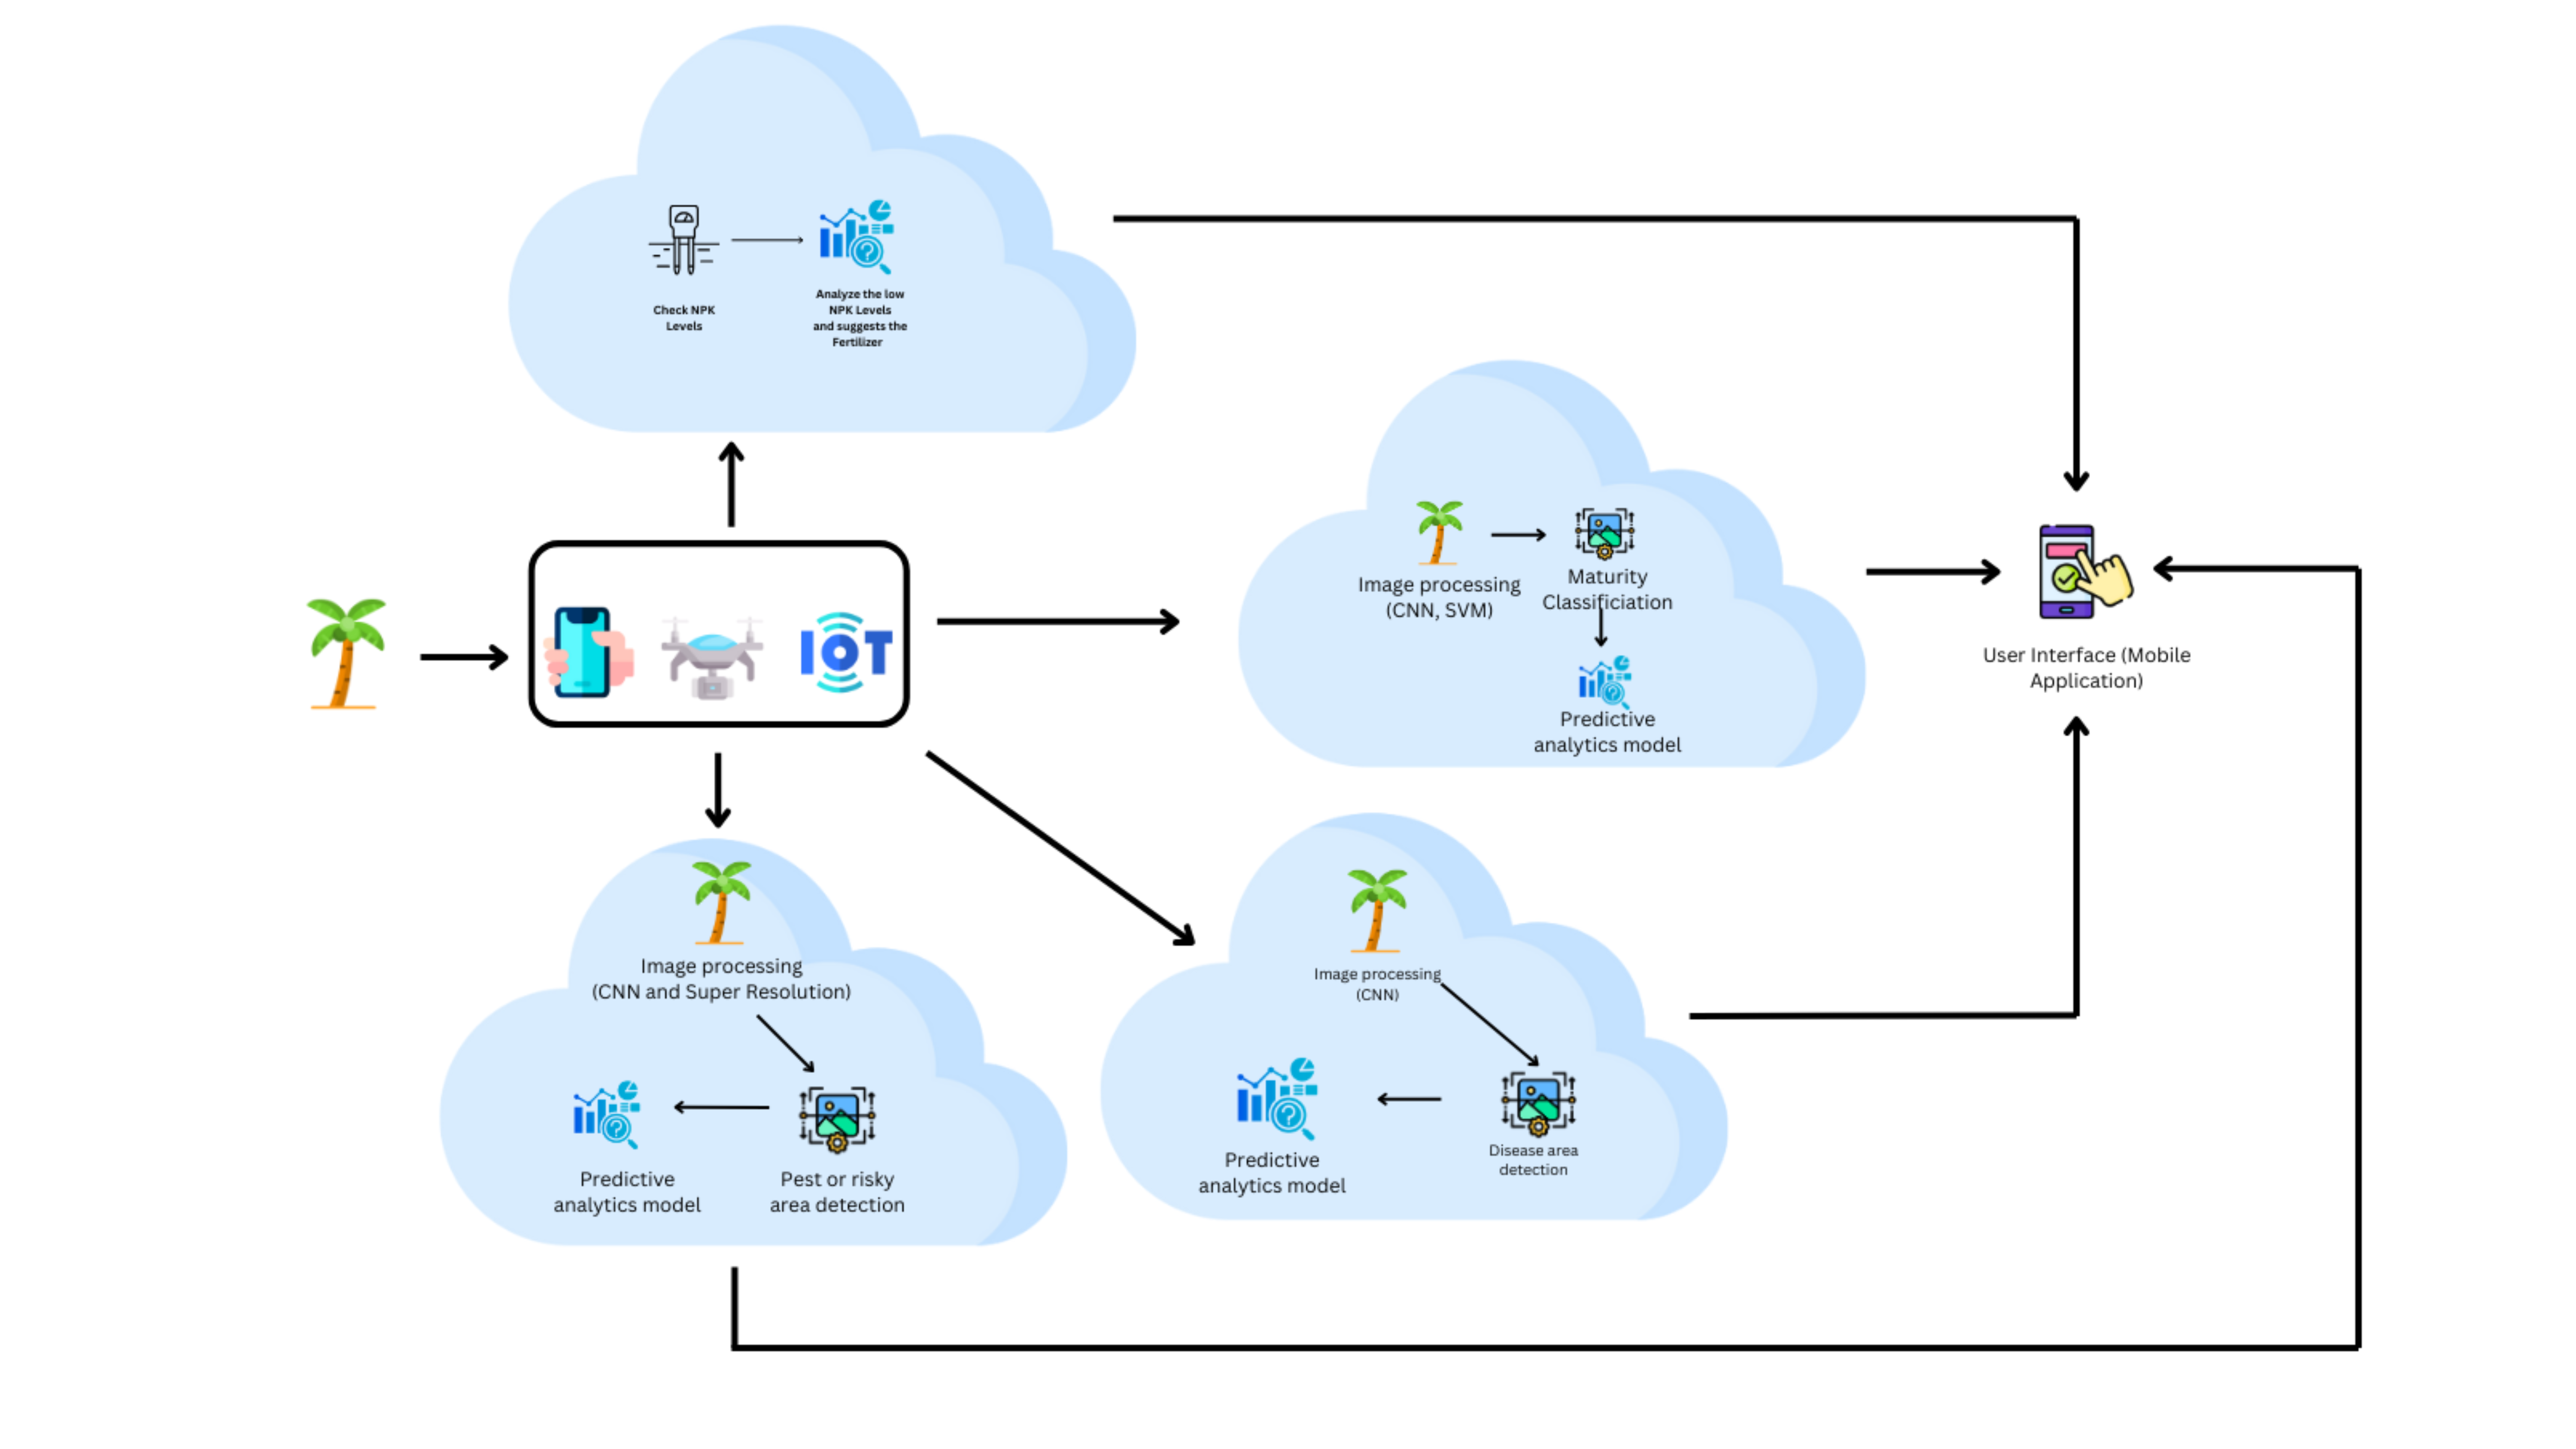 Check NPK
Levels
Analyze the low
NPK Levels
and suggests the
Fertilizer
IOT
Image processing
(CNN, SVM)
Maturity
Classificiation
Predictive
analytics model
User Interface (Mobile
Application)
Image processing
(CNN and Super Resolution)
Predictive
analytics model
Pest or risky
area detection
Image processing
(CNN)
Predictive
analytics model
Disease area
detection